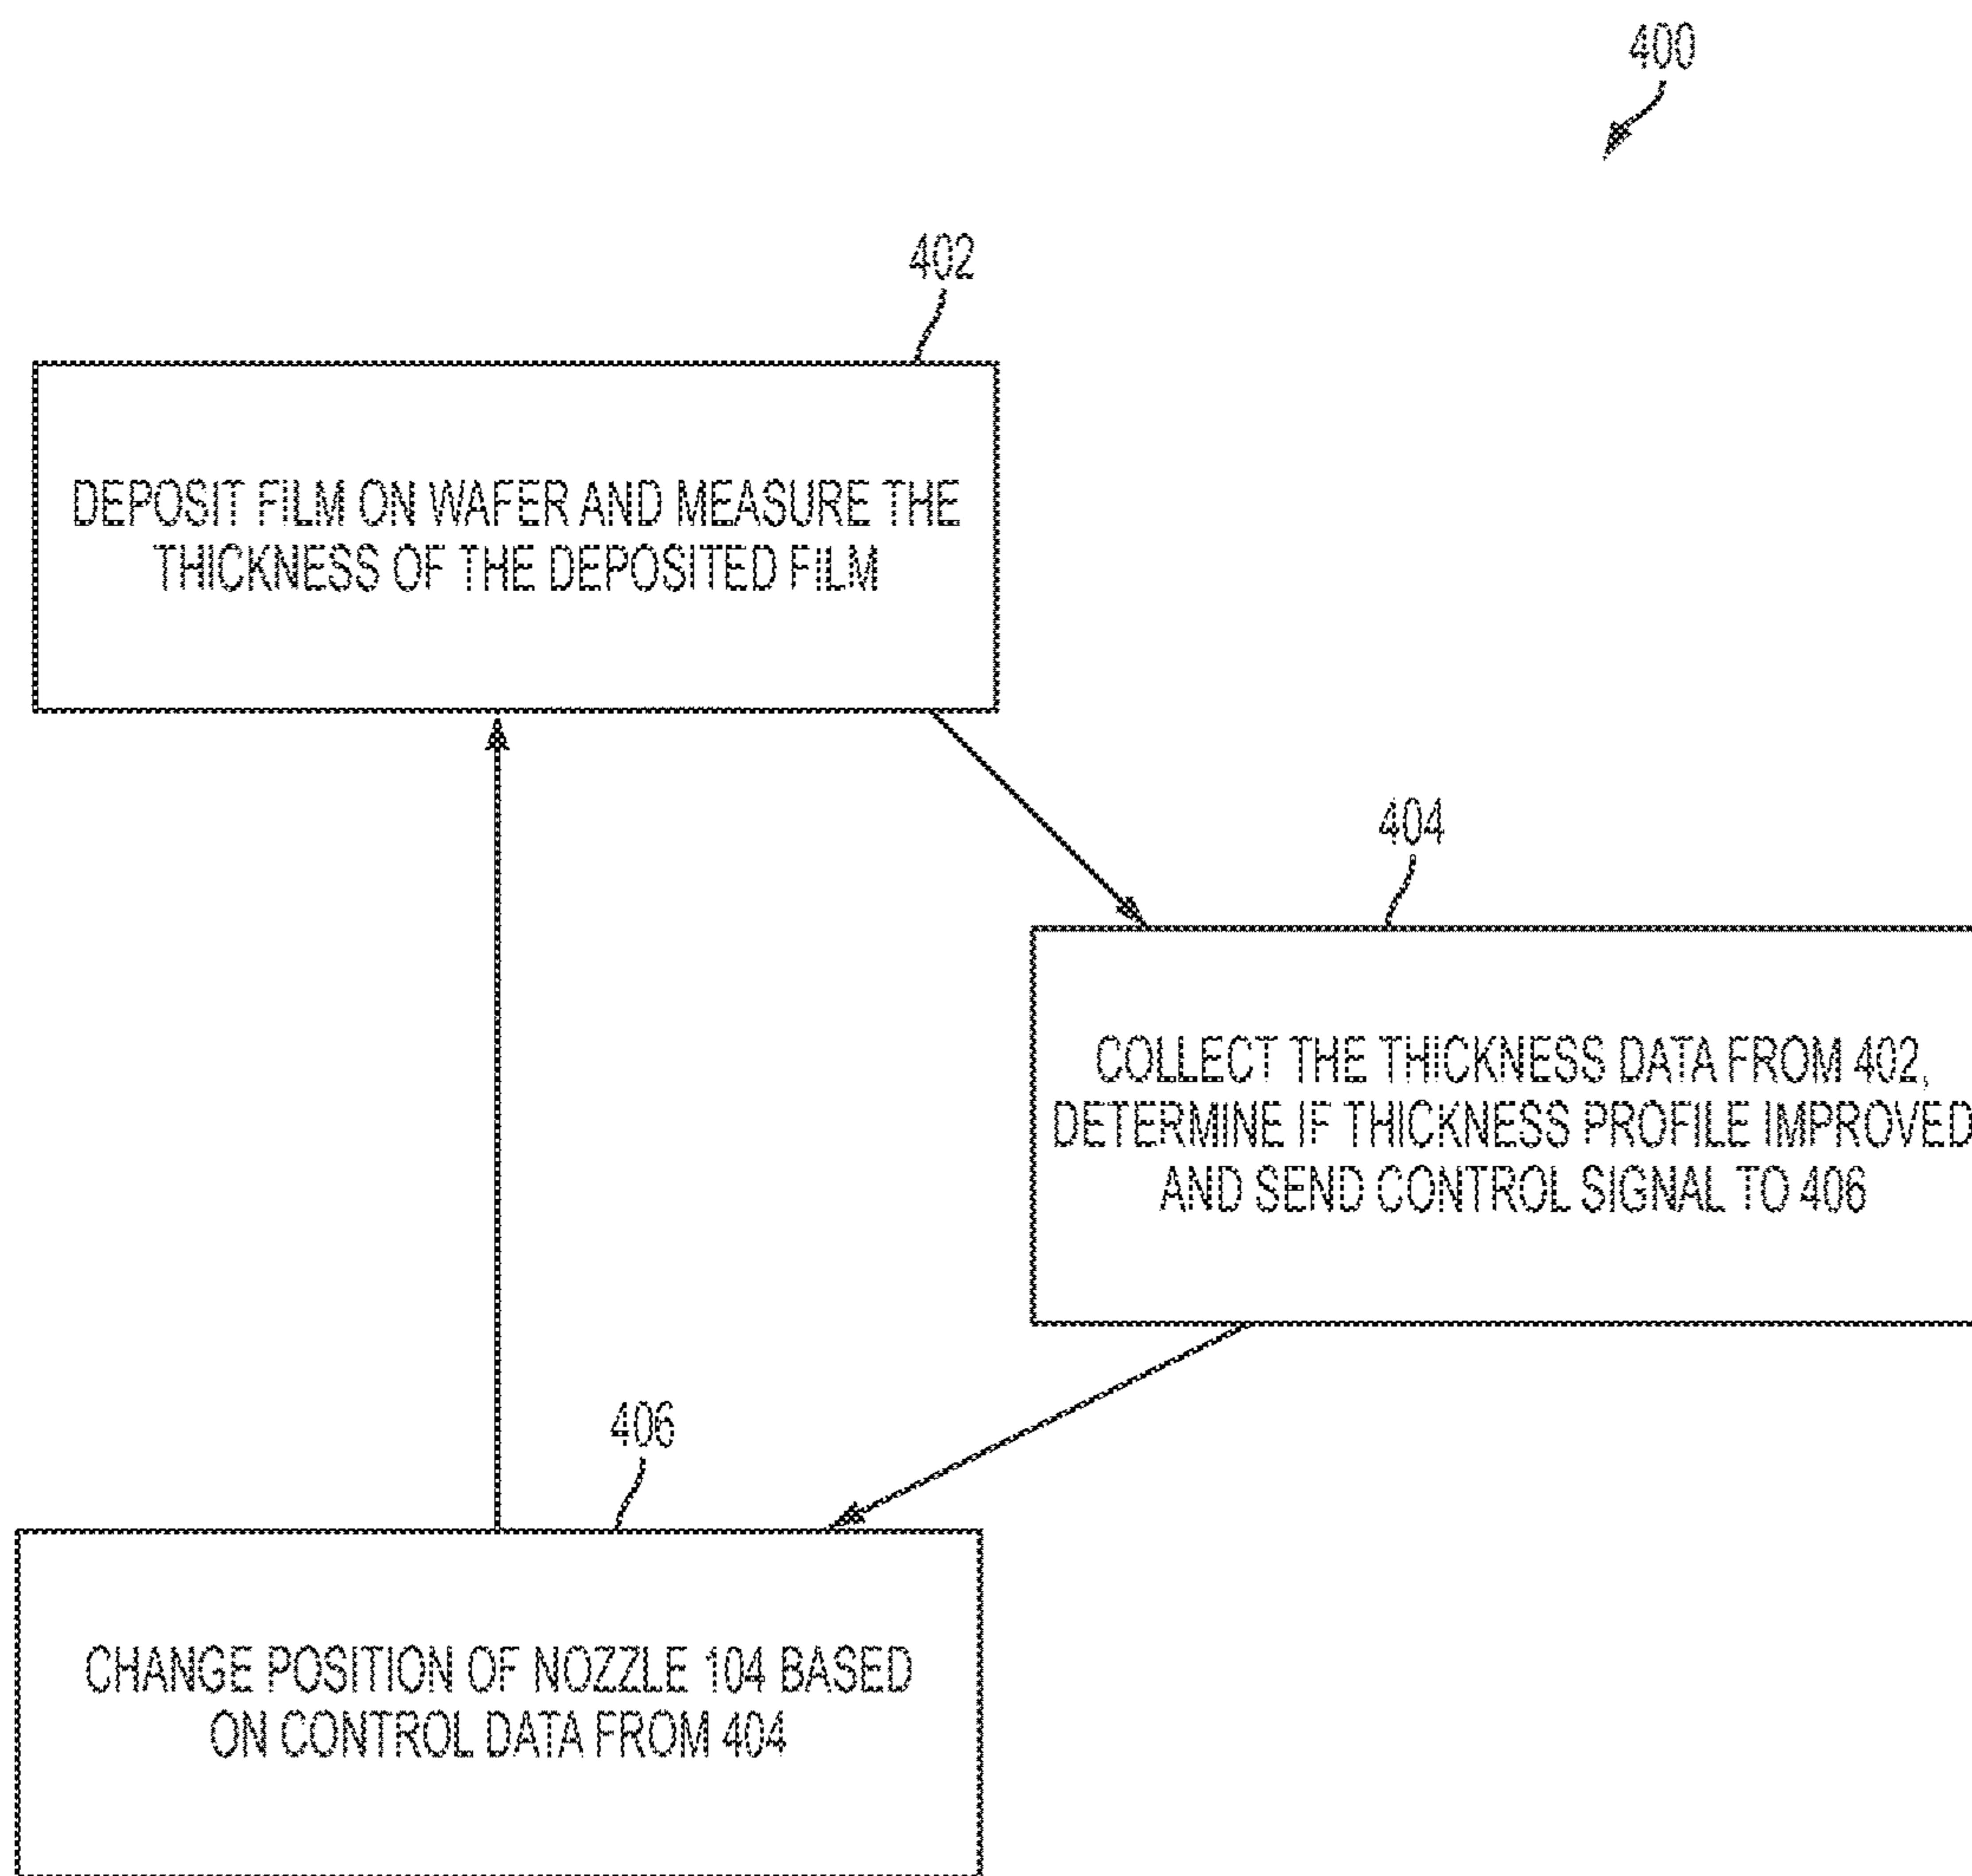 400
402
DEPOSIT FILM ON WAFER AND MEASURE THE
THICKNESS OF THE DEPOSITED FILM
404
COLLECT THE THICKNESS DATA FROM 402,
DETERMINE IF THICKNESS PROFILE IMPROVED
AND SEND CONTROL SIGNAL TO 406
406
CHANGE POSITION OF NOZZLE 104 BASED
ON CONTROL DATA FROM 404